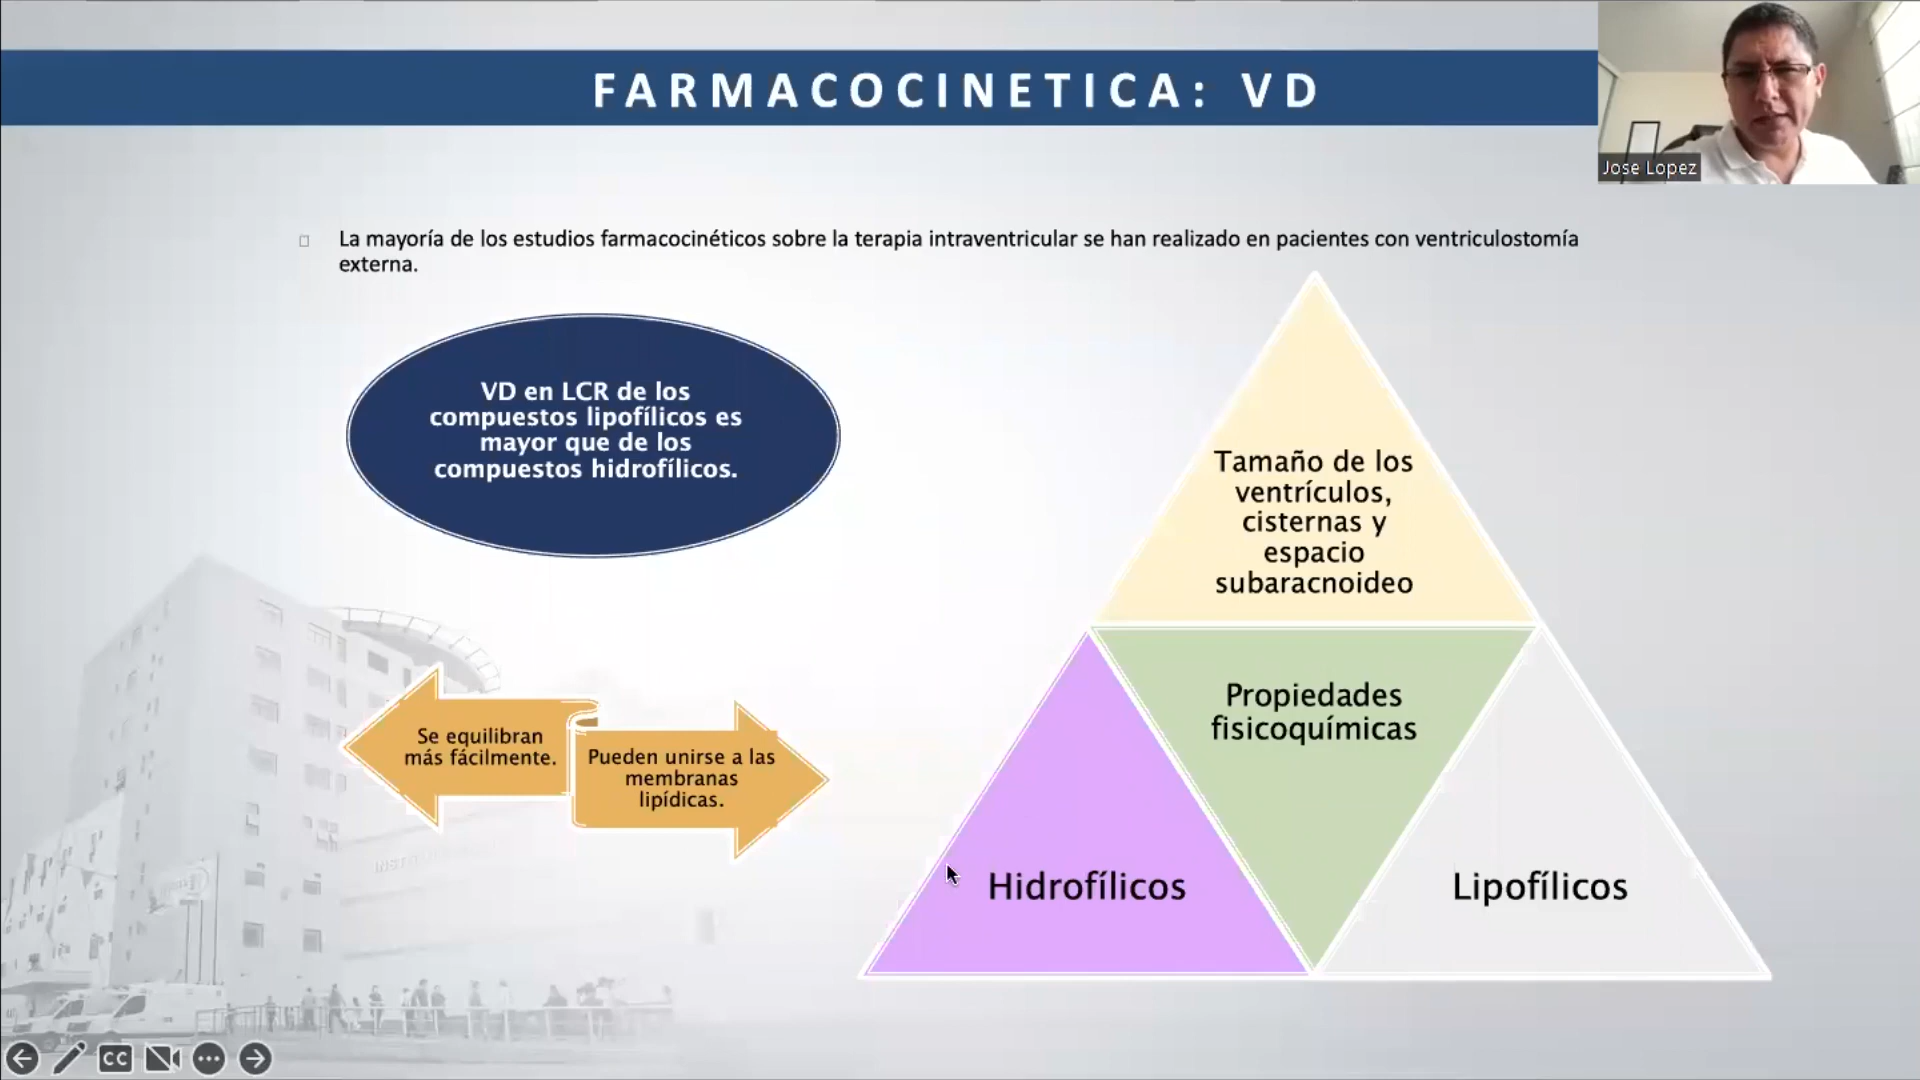 FARMACOCINETICA: VD
Jose Lopez
La mayoría de los estudios farmacocinéticos sobre la terapia intraventricular se han realizado en pacientes con ventriculostomía
externa.
VD en LCR de los
compuestos lipofílicos es
mayor que de los
compuestos hidrofílicos.
Se equilibran
más fácilmente.
Pueden unirse a las
membranas
lipídicas.
Tamaño de los
ventrículos,
cisternas y
espacio
subaracnoideo
Propiedades
fisicoquímicas
Hidrofílicos
Lipofílicos
CC